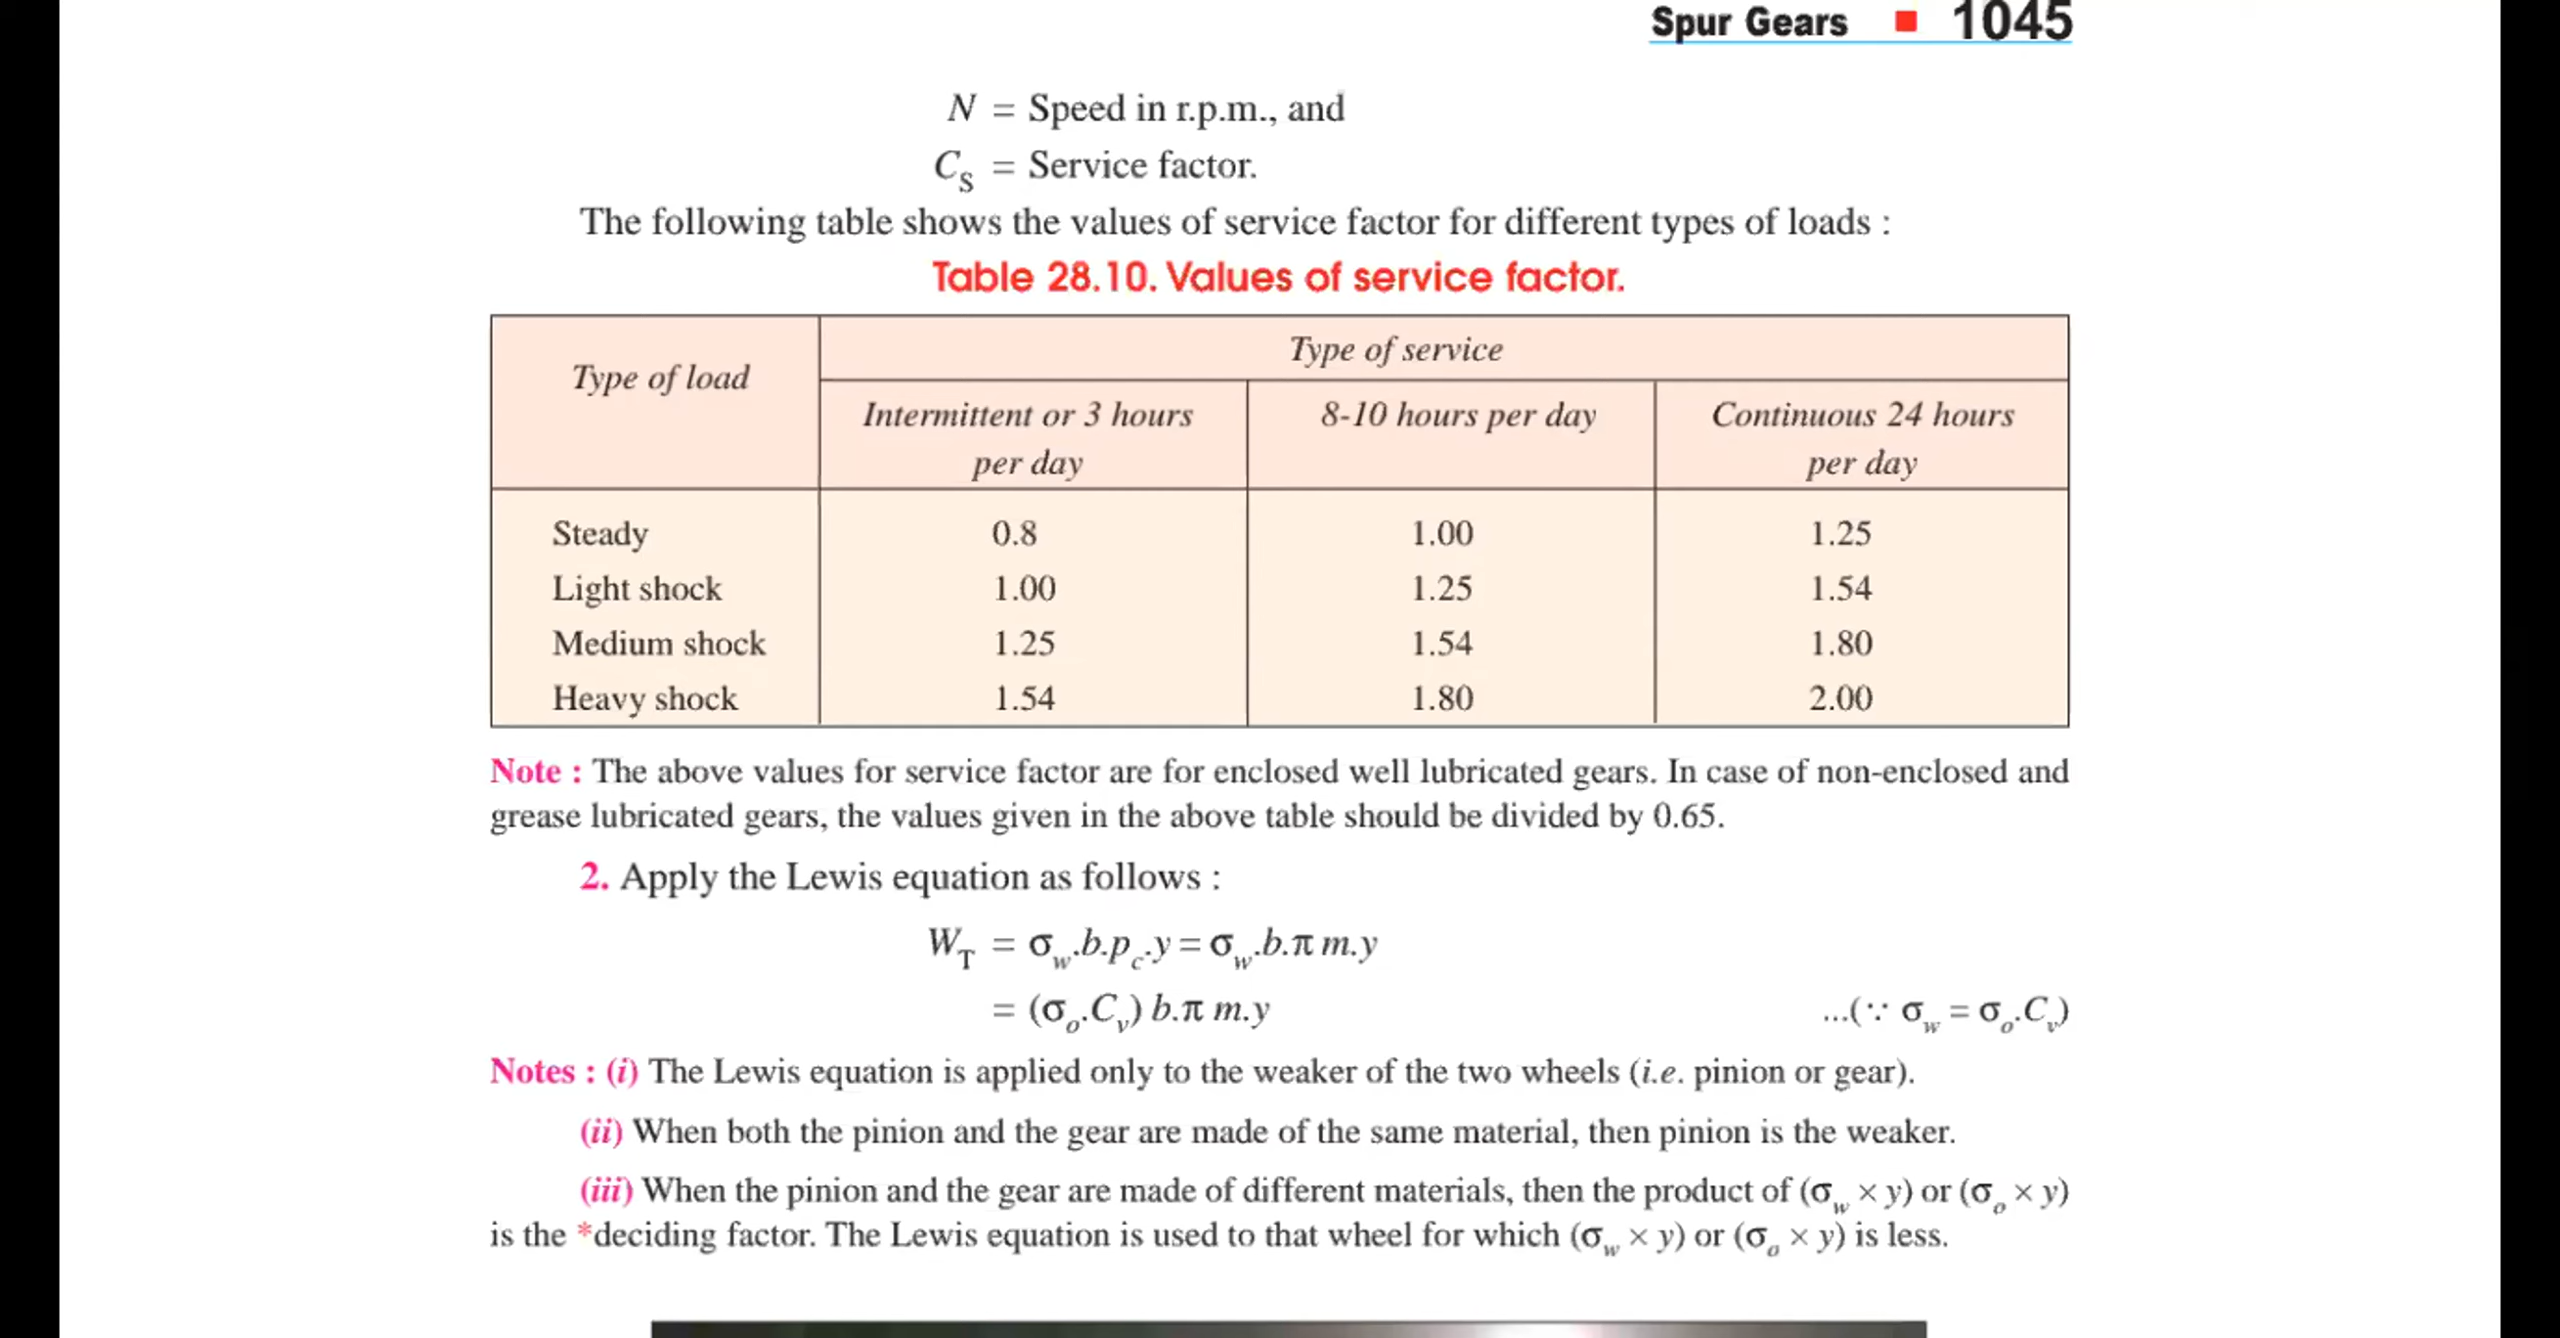 Spur Gears ■ 1045
N = Speed in r.p.m., and
C_S = Service factor.
The following table shows the values of service factor for different types of loads :
Table 28.10. Values of service factor.
Type of load
Type of service
Intermittent or 3 hours per day
8-10 hours per day
Continuous 24 hours per day
Steady 0.8 1.00 1.25
Light shock 1.00 1.25 1.54
Medium shock 1.25 1.54 1.80
Heavy shock 1.54 1.80 2.00
Note : The above values for service factor are for enclosed well lubricated gears. In case of non-enclosed and
grease lubricated gears, the values given in the above table should be divided by 0.65.
2. Apply the Lewis equation as follows :
W_T = σ_w.b.p_c.y = σ_w.b.π m.y
= (σ_o.C_v) b.π m.y ...(∵ σ_w = σ_o.C_v)
Notes : (i) The Lewis equation is applied only to the weaker of the two wheels (i.e. pinion or gear).
(ii) When both the pinion and the gear are made of the same material, then pinion is the weaker.
(iii) When the pinion and the gear are made of different materials, then the product of (σ_w × y) or (σ_o × y)
is the *deciding factor. The Lewis equation is used to that wheel for which (σ_w × y) or (σ_o × y) is less.